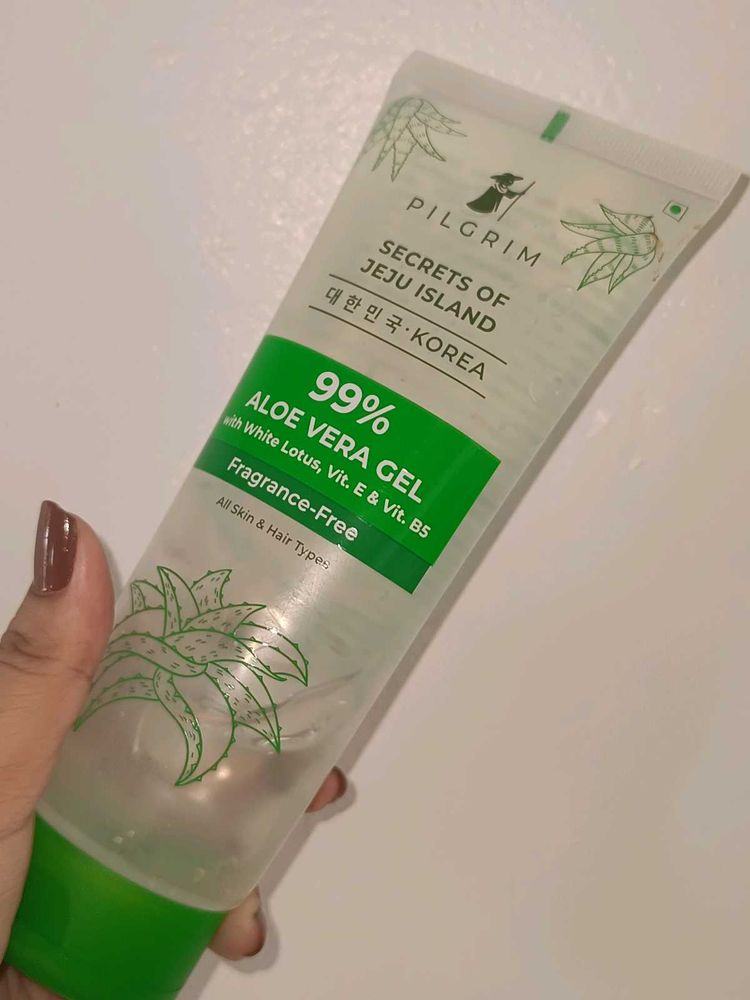 PILGRIM
SECRETS OF
JEJU ISLAND
대한민국·KOREA
99%
ALOE VERA GEL
with White Lotus, Vit. E & Vit. B5
Fragrance-Free
All Skin & Hair Types